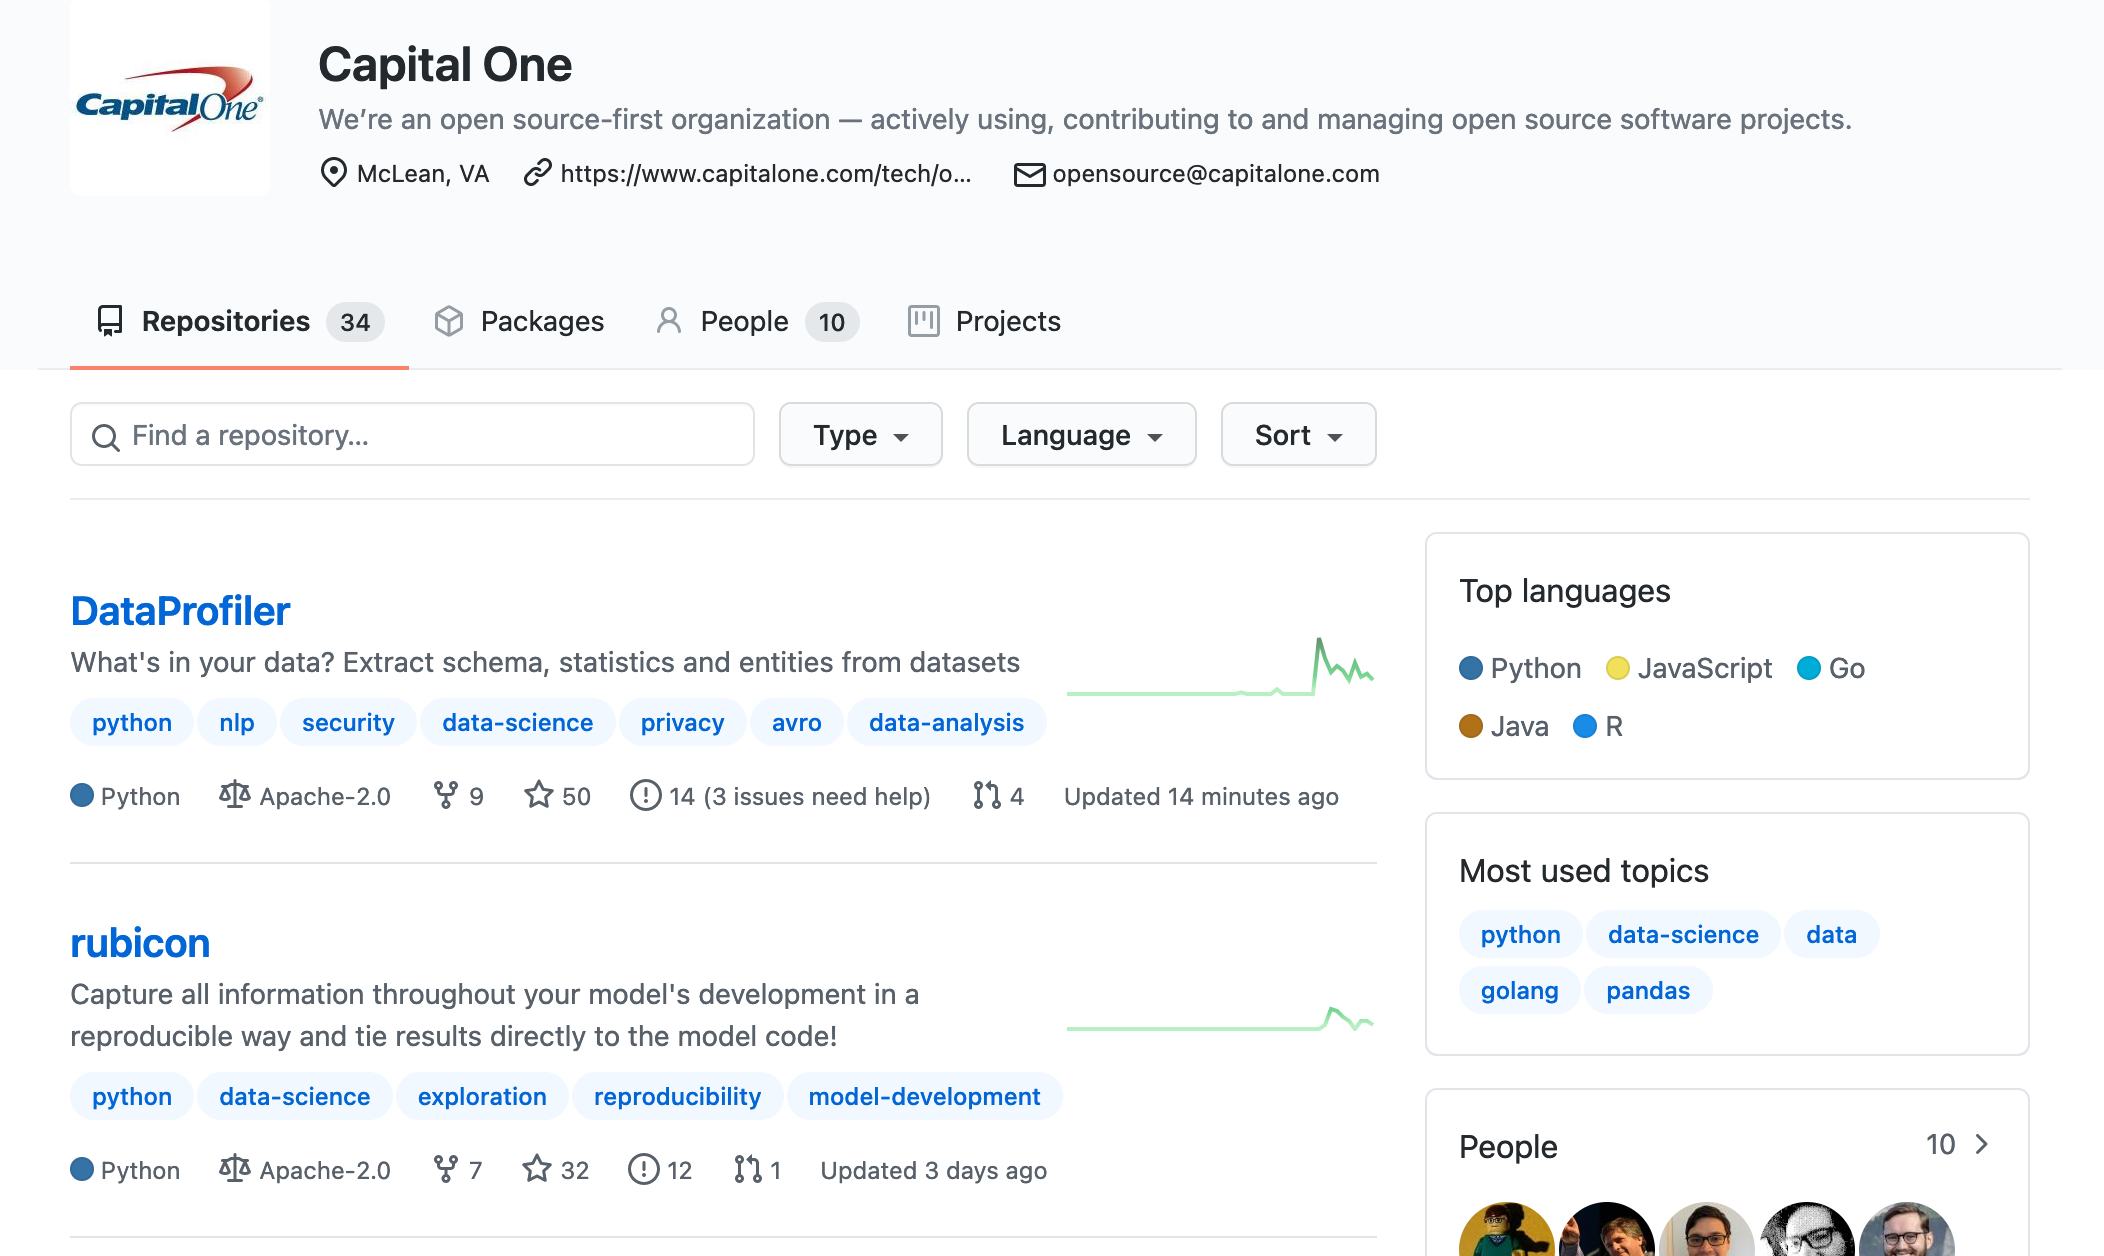 CapitalOne®
Capital One
We’re an open source-first organization — actively using, contributing to and managing open source software projects.
McLean, VA https://www.capitalone.com/tech/o... opensource@capitalone.com
Repositories 34 Packages People 10 Projects
Find a repository... Type Language Sort
DataProfiler
What's in your data? Extract schema, statistics and entities from datasets
python nlp security data-science privacy avro data-analysis
Python Apache-2.0 9 50 14 (3 issues need help) 4 Updated 14 minutes ago
rubicon
Capture all information throughout your model's development in a
reproducible way and tie results directly to the model code!
python data-science exploration reproducibility model-development
Python Apache-2.0 7 32 12 1 Updated 3 days ago
Top languages
Python JavaScript Go
Java R
Most used topics
python data-science data
golang pandas
People 10